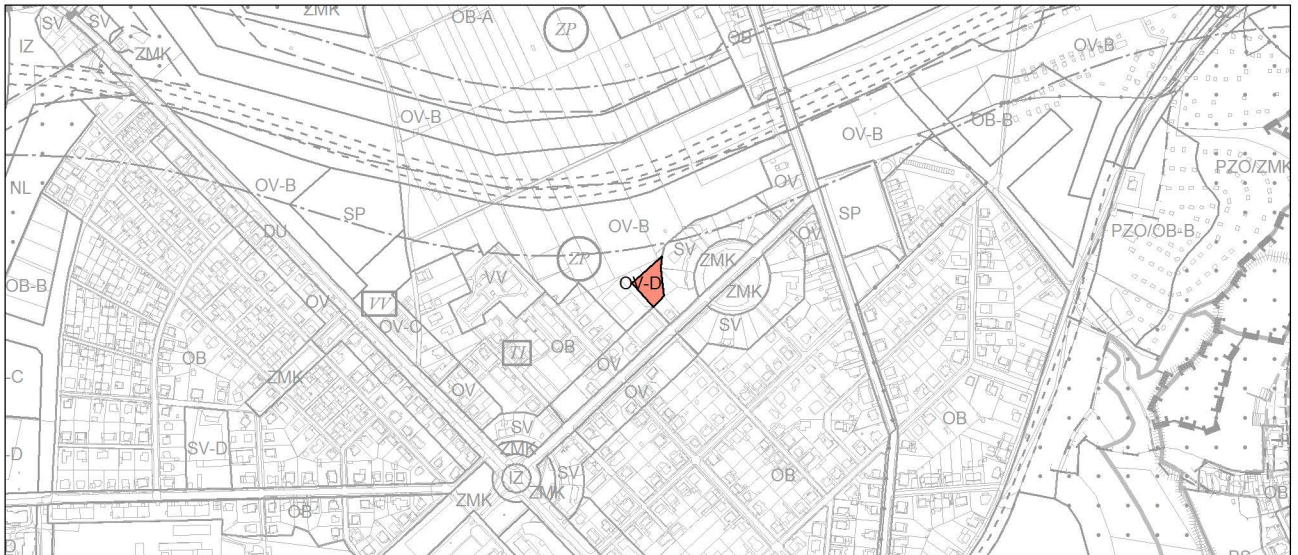 SV
SV
ZMK
OB-A
ZP
OB
OV-B
IZ
ZMK
OV-B
OV-B
OB-B
PZO/ZMK
NL
OV-B
SP
OV
SP
PZO/OB-B
DU
OV-B
SV
ZMK
OV
ZP
VV
OV-D
ZMK
OB-B
OV
VV
OV-C
SV
TI
OB
OV
OB
OV
-C
ZMK
OV
OB
SV-D
SV
OB
-D
ZMK
IZ
SV
ZMK
ZMK
OB
OB